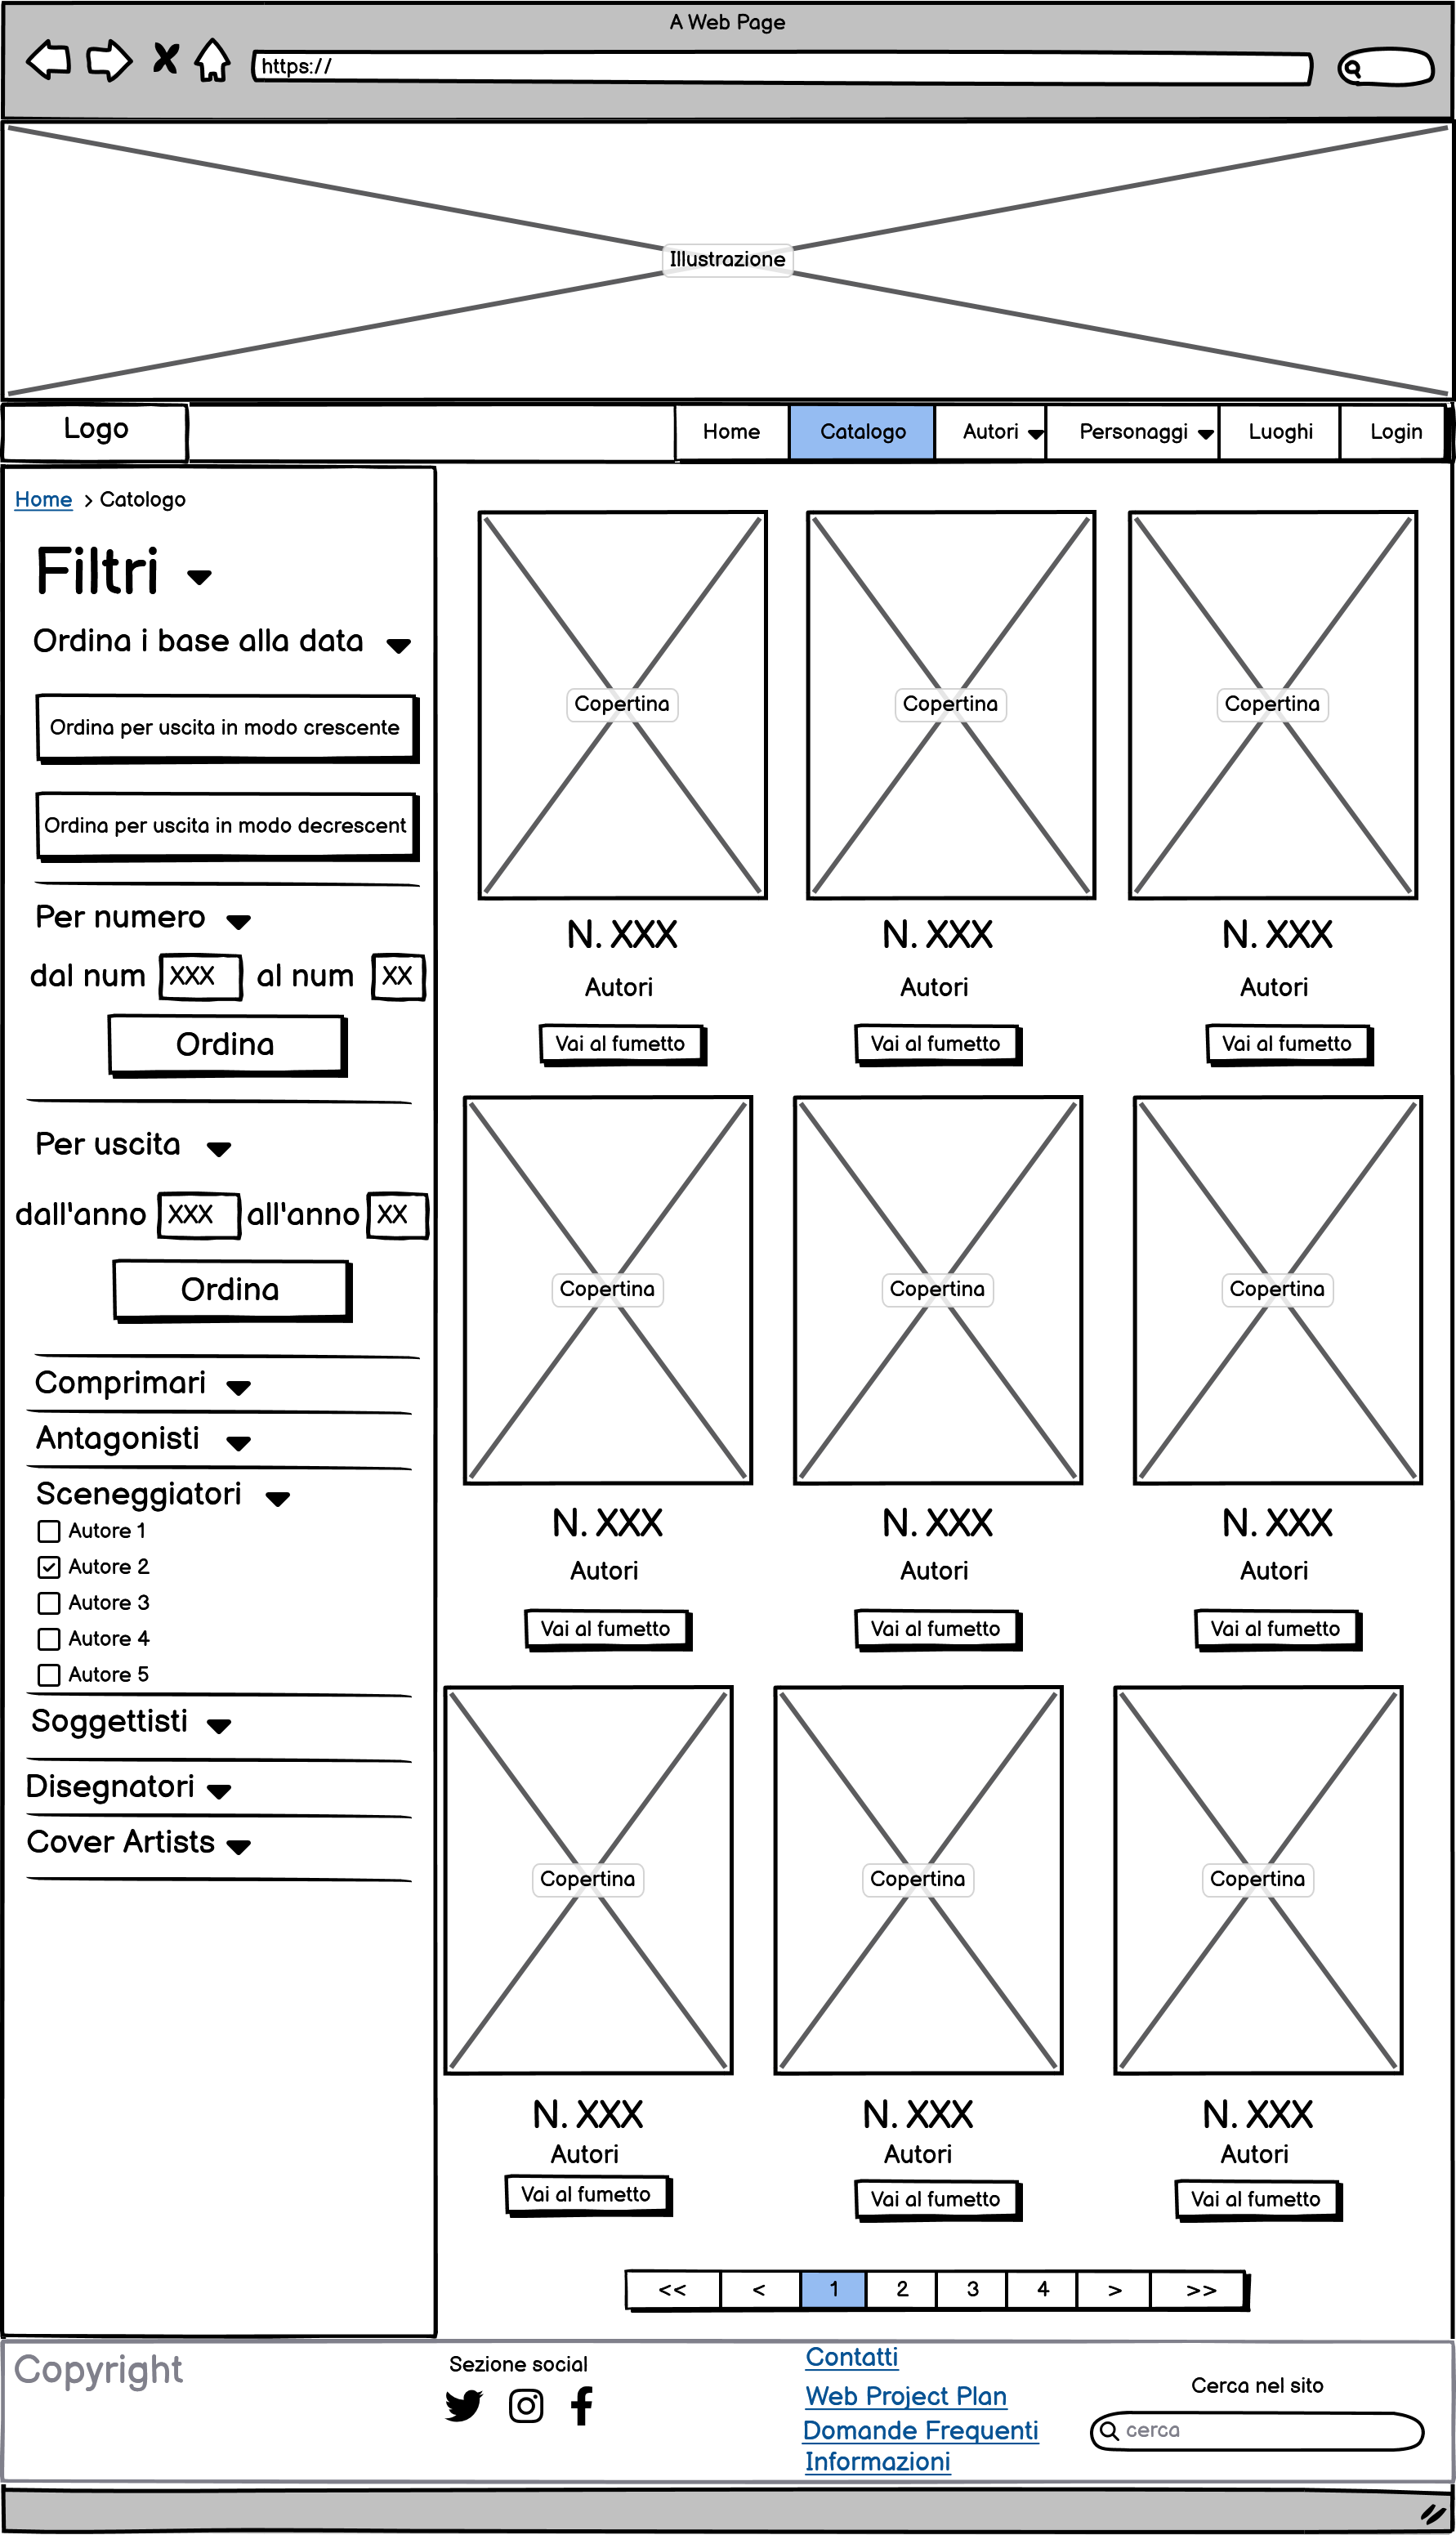 A Web Page
https://
Illustrazione
Logo
Home Catalogo Autori Personaggi Luoghi Login
Home > Catologo
Filtri
Ordina i base alla data
Ordina per uscita in modo crescente
Ordina per uscita in modo decrescent
Per numero
dal num XXX al num XX
Ordina
Per uscita
dall'anno XXX all'anno XX
Ordina
Comprimari
Antagonisti
Sceneggiatori
Autore 1
Autore 2
Autore 3
Autore 4
Autore 5
Soggettisti
Disegnatori
Cover Artists
Copertina Copertina Copertina
N. XXX N. XXX N. XXX
Autori Autori Autori
Vai al fumetto Vai al fumetto Vai al fumetto
Copertina Copertina Copertina
N. XXX N. XXX N. XXX
Autori Autori Autori
Vai al fumetto Vai al fumetto Vai al fumetto
Copertina Copertina Copertina
N. XXX N. XXX N. XXX
Autori Autori Autori
Vai al fumetto Vai al fumetto Vai al fumetto
<< < 1 2 3 4 > >>
Copyright
Sezione social
Contatti
Web Project Plan
Domande Frequenti
Informazioni
Cerca nel sito
cerca